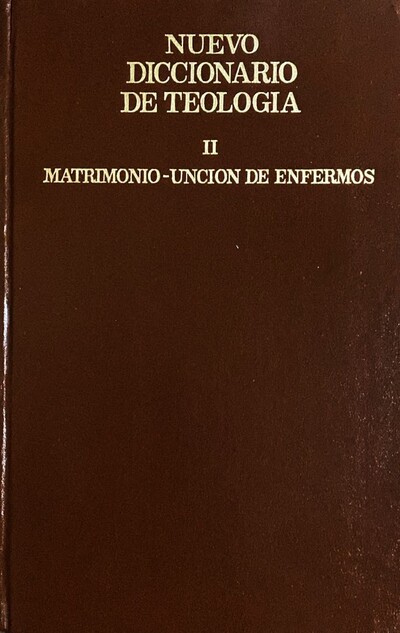 NUEVO
DICCIONARIO
DE TEOLOGIA
II
MATRIMONIO-UNCION DE ENFERMOS